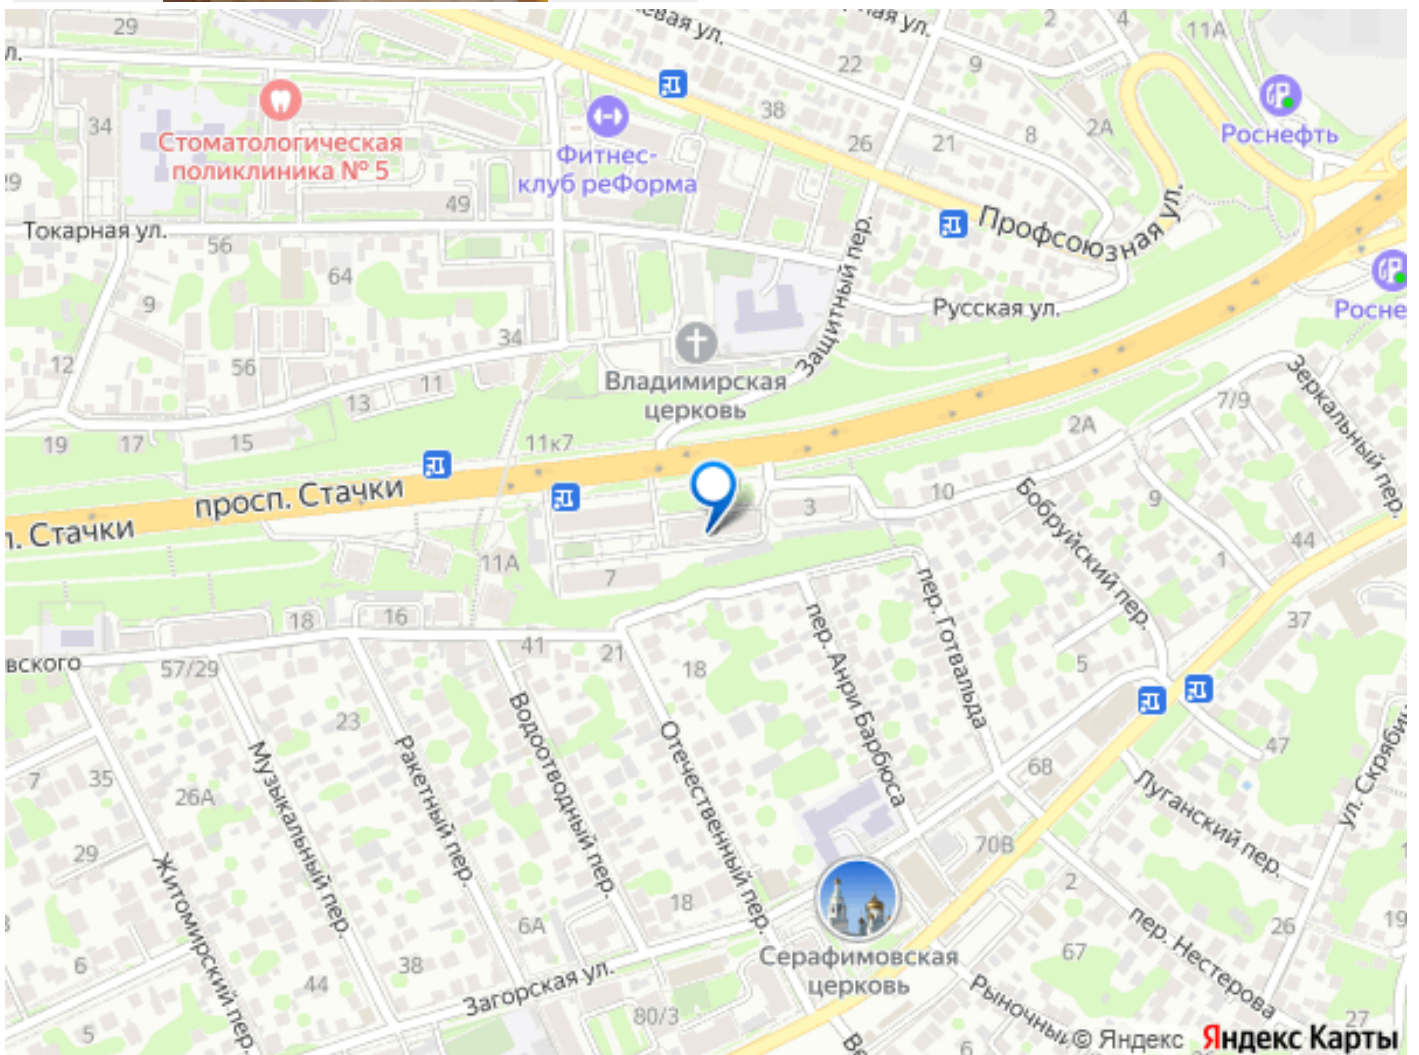 29
4
2
11А
22
9
34
38
8
2А
26
21
Роснефть
Стоматологическая
поликлиника № 5
Фитнес-
клуб реФорма
29
49
Токарная ул.
56
64
Профсоюзная ул.
Защитный пер.
9
Русская ул.
34
12
56
11
13
Владимирская
церковь
Зеркальный пер.
7/9
19
17
15
11к7
2А
просп. Стачки
Стачки
3
10
9
Бобруйский пер.
44
11А
7
1
пер. Готвальда
пер. Анри Барбюса
18
16
41
21
18
37
57/29
5
23
Водоотводный пер.
Отечественный пер.
Ракетный пер.
Музыкальный пер.
47
68
7
35
26А
Луганский пер.
70В
29
Житомирский пер.
2
18
6А
26
19
пер. Нестерова
67
Серафимовская
церковь
6
38
44
Загорская ул.
80/3
5
6
27
© Яндекс Яндекс Карты